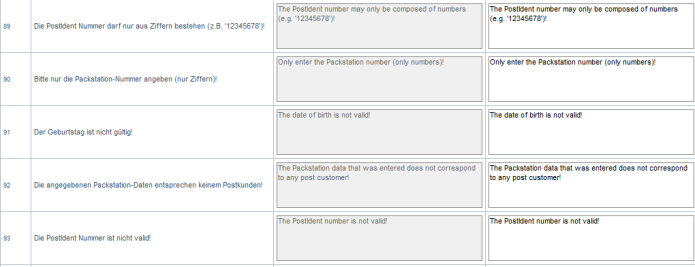 89
Die PostIdent Nummer darf nur aus Ziffern bestehen (z.B. '12345678')!
The PostIdent number may only be composed of numbers
(e.g. '12345678')!
The PostIdent number may only be composed of numbers
(e.g. '12345678')!
90
Bitte nur die Packstation-Nummer angeben (nur Ziffern)!
Only enter the Packstation number (only numbers)!
Only enter the Packstation number (only numbers)!
91
Der Geburtstag ist nicht gültig!
The date of birth is not valid!
The date of birth is not valid!
92
Die angegebenen Packstation-Daten entsprechen keinem Postkunden!
The Packstation data that was entered does not correspond
to any post customer!
The Packstation data that was entered does not correspond
to any post customer!
93
Die PostIdent Nummer ist nicht valid!
The PostIdent number is not valid!
The PostIdent number is not valid!